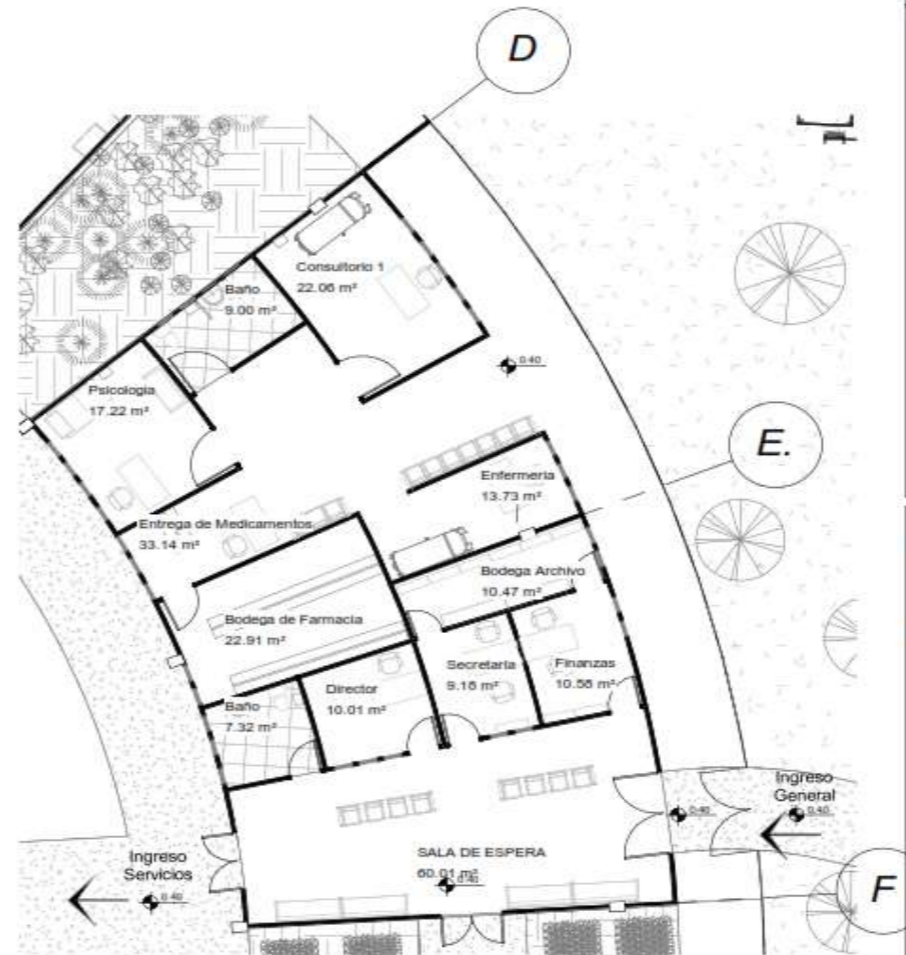 D
Consultorio 1
22.06 m²
Baño
9.00 m²
0.40
Psicologia
17.22 m²
E.
Enfermeria
13.73 m²
Entrega de Medicamentos
33.14 m²
Bodega Archivo
10.47 m²
Bodega de Farmacia
22.91 m²
Secretaria
9.16 m²
Finanzas
10.58 m²
Director
10.01 m²
Baño
7.32 m²
Ingreso
General
0.40
0.40
SALA DE ESPERA
60.01 m²
0.40
Ingreso
Servicios
0.40
F